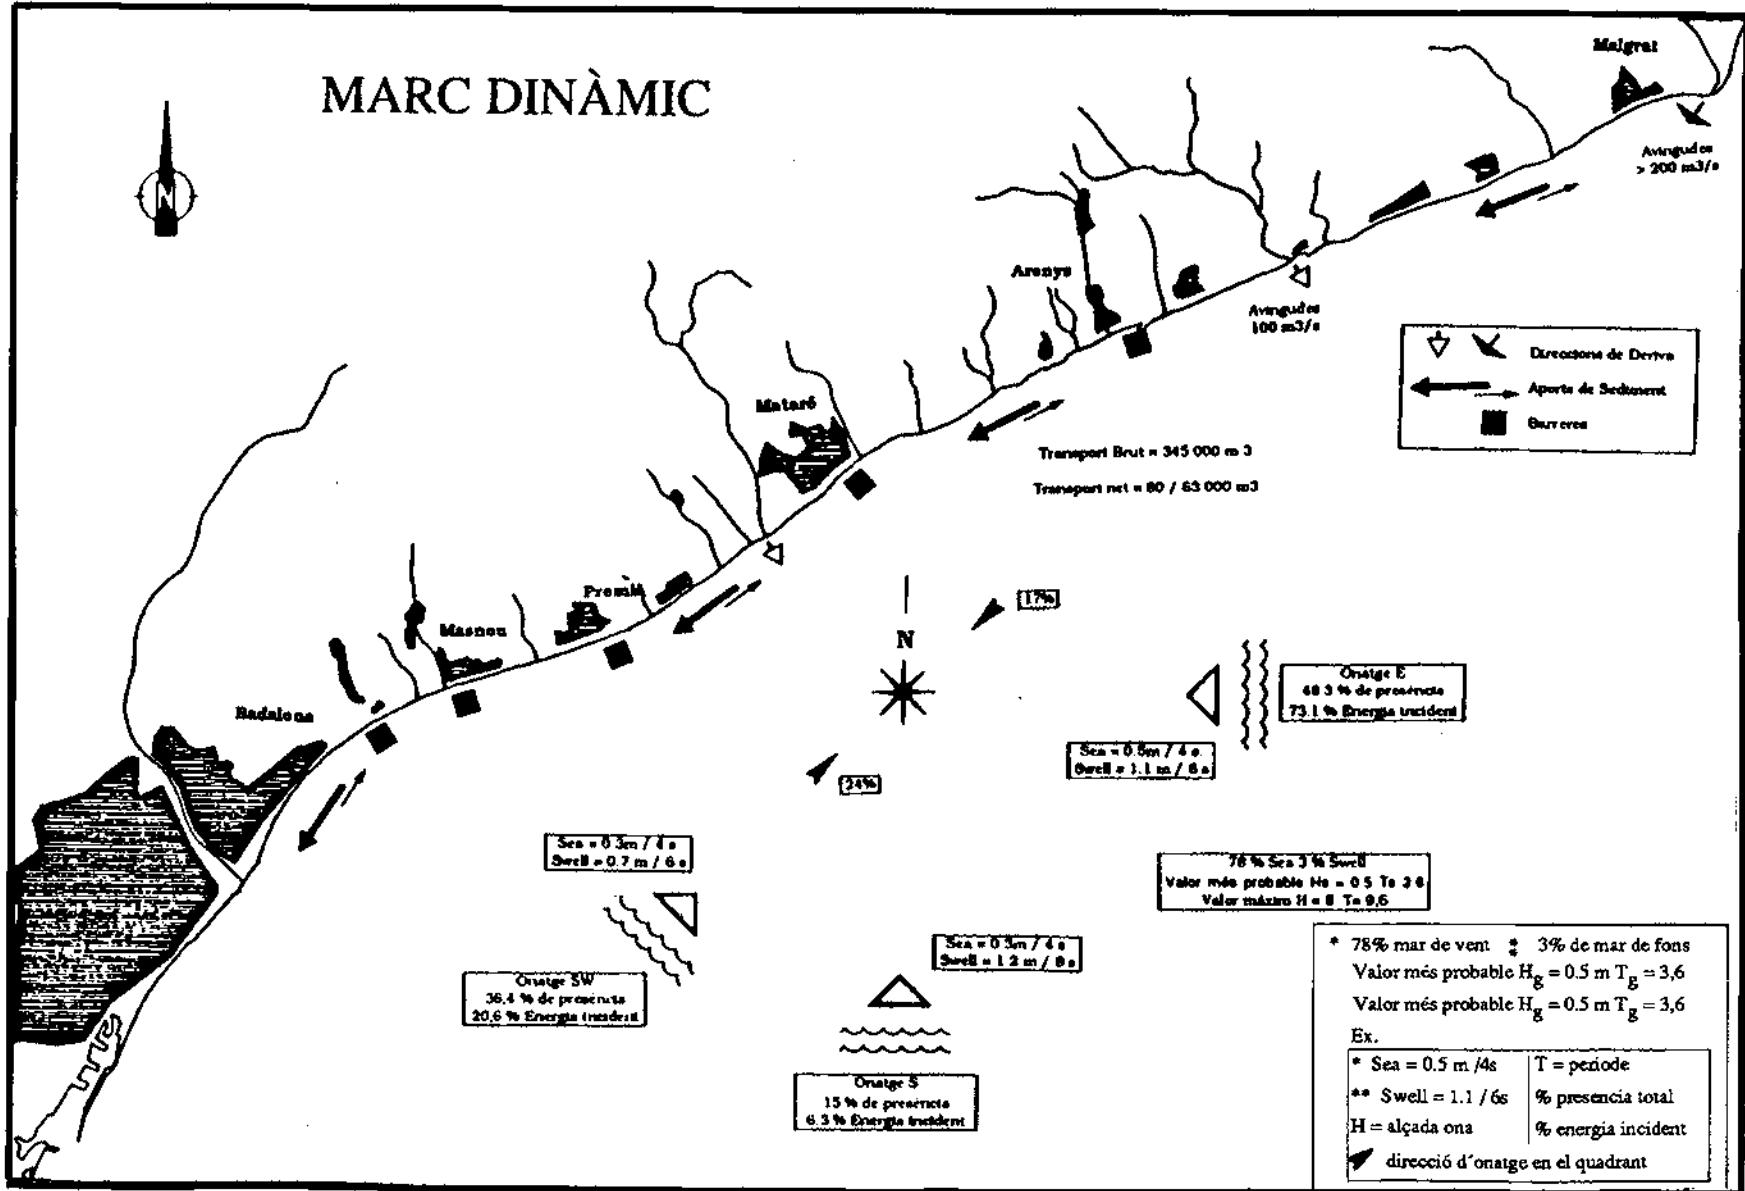 MARC DINÀMIC
Malgrat
Avingudes
> 200 m3/s
Arenys
Avingudes
100 m3/s
Direccions de Deriva
Aports de Sediment
Barreres
Mataró
Transport Brut = 345 000 m 3
Transport net = 80 / 63 000 m3
Premià
Masnou
Badalona
N
17%
24%
Onatge E
48.3 % de presència
73.1 % Energia incident
Sea = 0.5m / 4 s.
Swell = 1.1 m / 6 s
Sea = 0.3m / 4 s
Swell = 0.7 m / 6 s
Onatge SW
36,4 % de presència
20,6 % Energia incident
Sea = 0.3m / 4 s
Swell = 1.2 m / 8 s
Onatge S
15 % de presència
6.3 % Energia incident
78 % Sea 3 % Swell
Valor més probable Hs = 0.5 Ts 3 6
Valor màxim H = 6 T= 9,6
* 78% mar de vent ** 3% de mar de fons
Valor més probable Hg = 0.5 m Tg = 3,6
Valor més probable Hg = 0.5 m Tg = 3,6
Ex.
* Sea = 0.5 m /4s T = periode
** Swell = 1.1 / 6s % presencia total
H = alçada ona % energia incident
direcció d´onatge en el quadrant